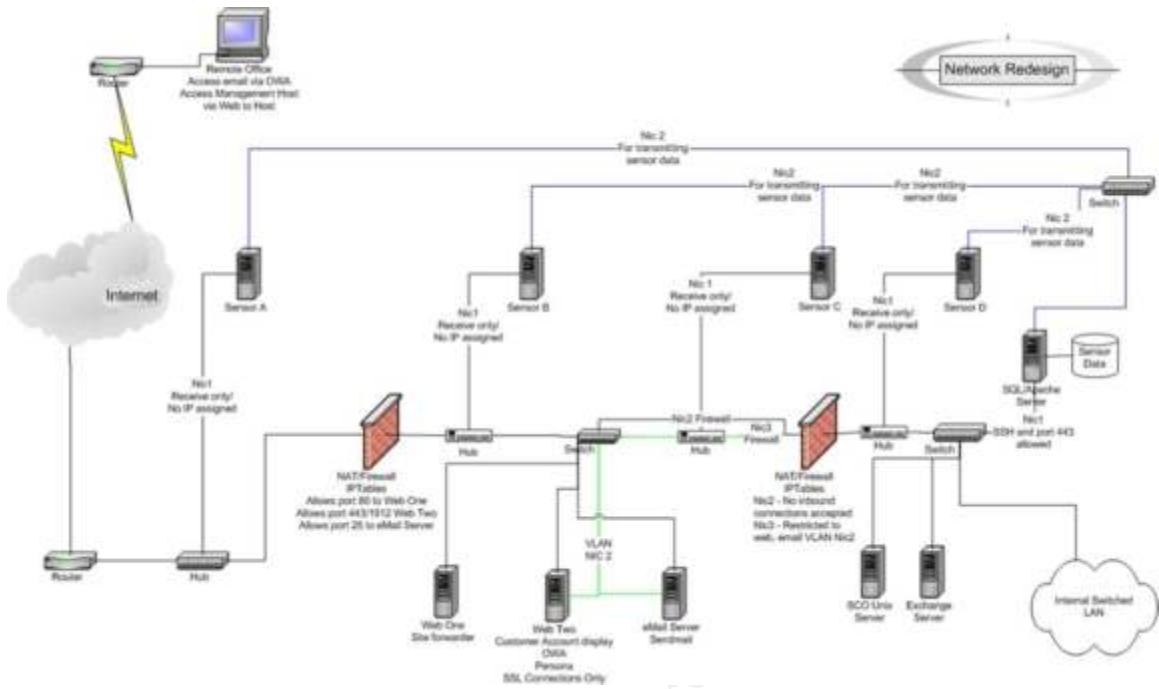 Network Redesign
Router
Remote Office
Access email via OWA
Access Management Host
via Web to Host
Nic 2
For transmitting
sensor data
Nic2
For transmitting
sensor data
Nic2
For transmitting
sensor data
Switch
Nic 2
For transmitting
sensor data
Internet
Sensor A
Sensor B
Sensor C
Sensor D
Nic1
Receive only/
No IP assigned
Nic 1
Receive only/
No IP assigned
Nic1
Receive only/
No IP assigned
Nic1
Receive only/
No IP assigned
Sensor
Data
SQL/Apache
Server
Nic1
SSH and port 443
allowed
Nic2 Firewall
Nic3
Firewall
Hub
Switch
Hub
Hub
Switch
NAT/Firewall
IPTables
Allows port 80 to Web One
Allows port 443/1912 Web Two
Allows port 25 to eMail Server
NAT/Firewall
IPTables
Nic2 - No inbound
connections accepted
Nic3 - Restricted to
web, email VLAN Nic2
VLAN
NIC 2
Router
Hub
Web One
Site forwarder
Web Two
Customer Account display
OWA
Persona
SSL Connections Only
eMail Server
Sendmail
SCO Unix
Server
Exchange
Server
Internal Switched
LAN